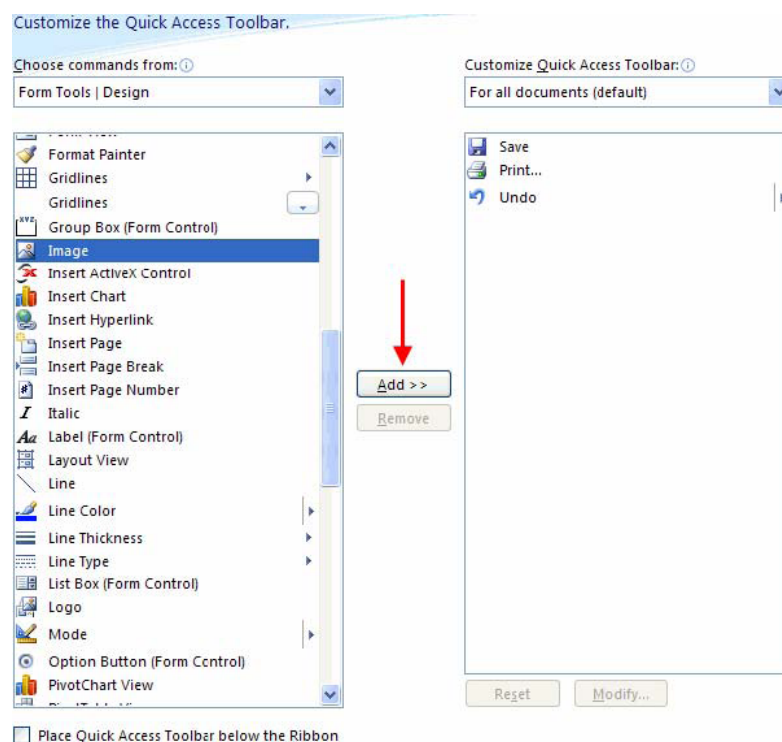 Customize the Quick Access Toolbar.
Choose commands from:
Form Tools | Design
Format Painter
Gridlines
Gridlines
Group Box (Form Control)
Image
Insert ActiveX Control
Insert Chart
Insert Hyperlink
Insert Page
Insert Page Break
Insert Page Number
Italic
Label (Form Control)
Layout View
Line
Line Color
Line Thickness
Line Type
List Box (Form Control)
Logo
Mode
Option Button (Form Control)
PivotChart View
Place Quick Access Toolbar below the Ribbon
Add >>
Remove
Customize Quick Access Toolbar:
For all documents (default)
Save
Print...
Undo
Reset
Modify...